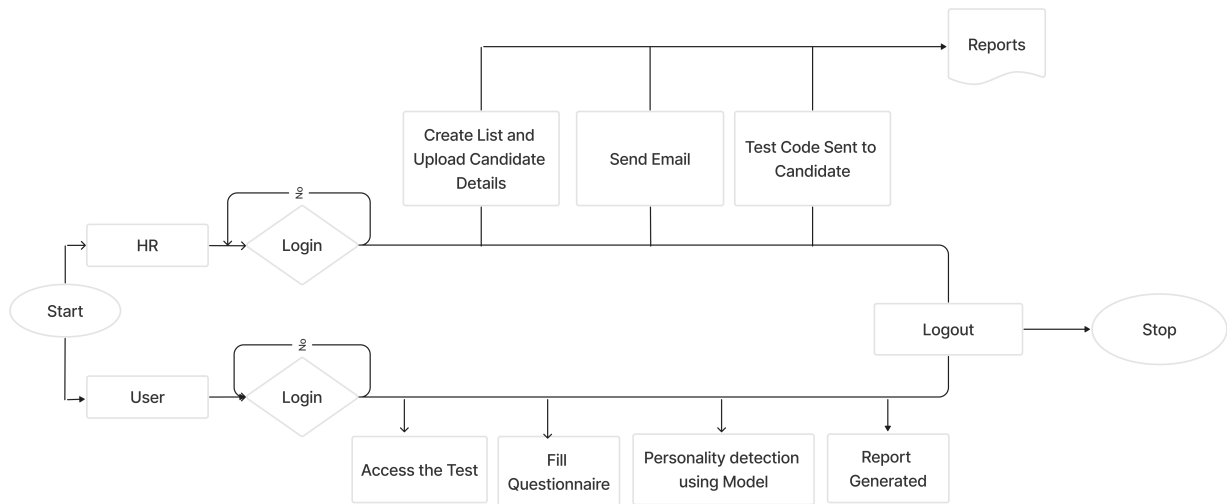 Reports
Create List and
Upload Candidate
Details
Send Email
Test Code Sent to
Candidate
No
HR
Login
Start
Logout
Stop
No
User
Login
Access the Test
Fill
Questionnaire
Personality detection
using Model
Report
Generated